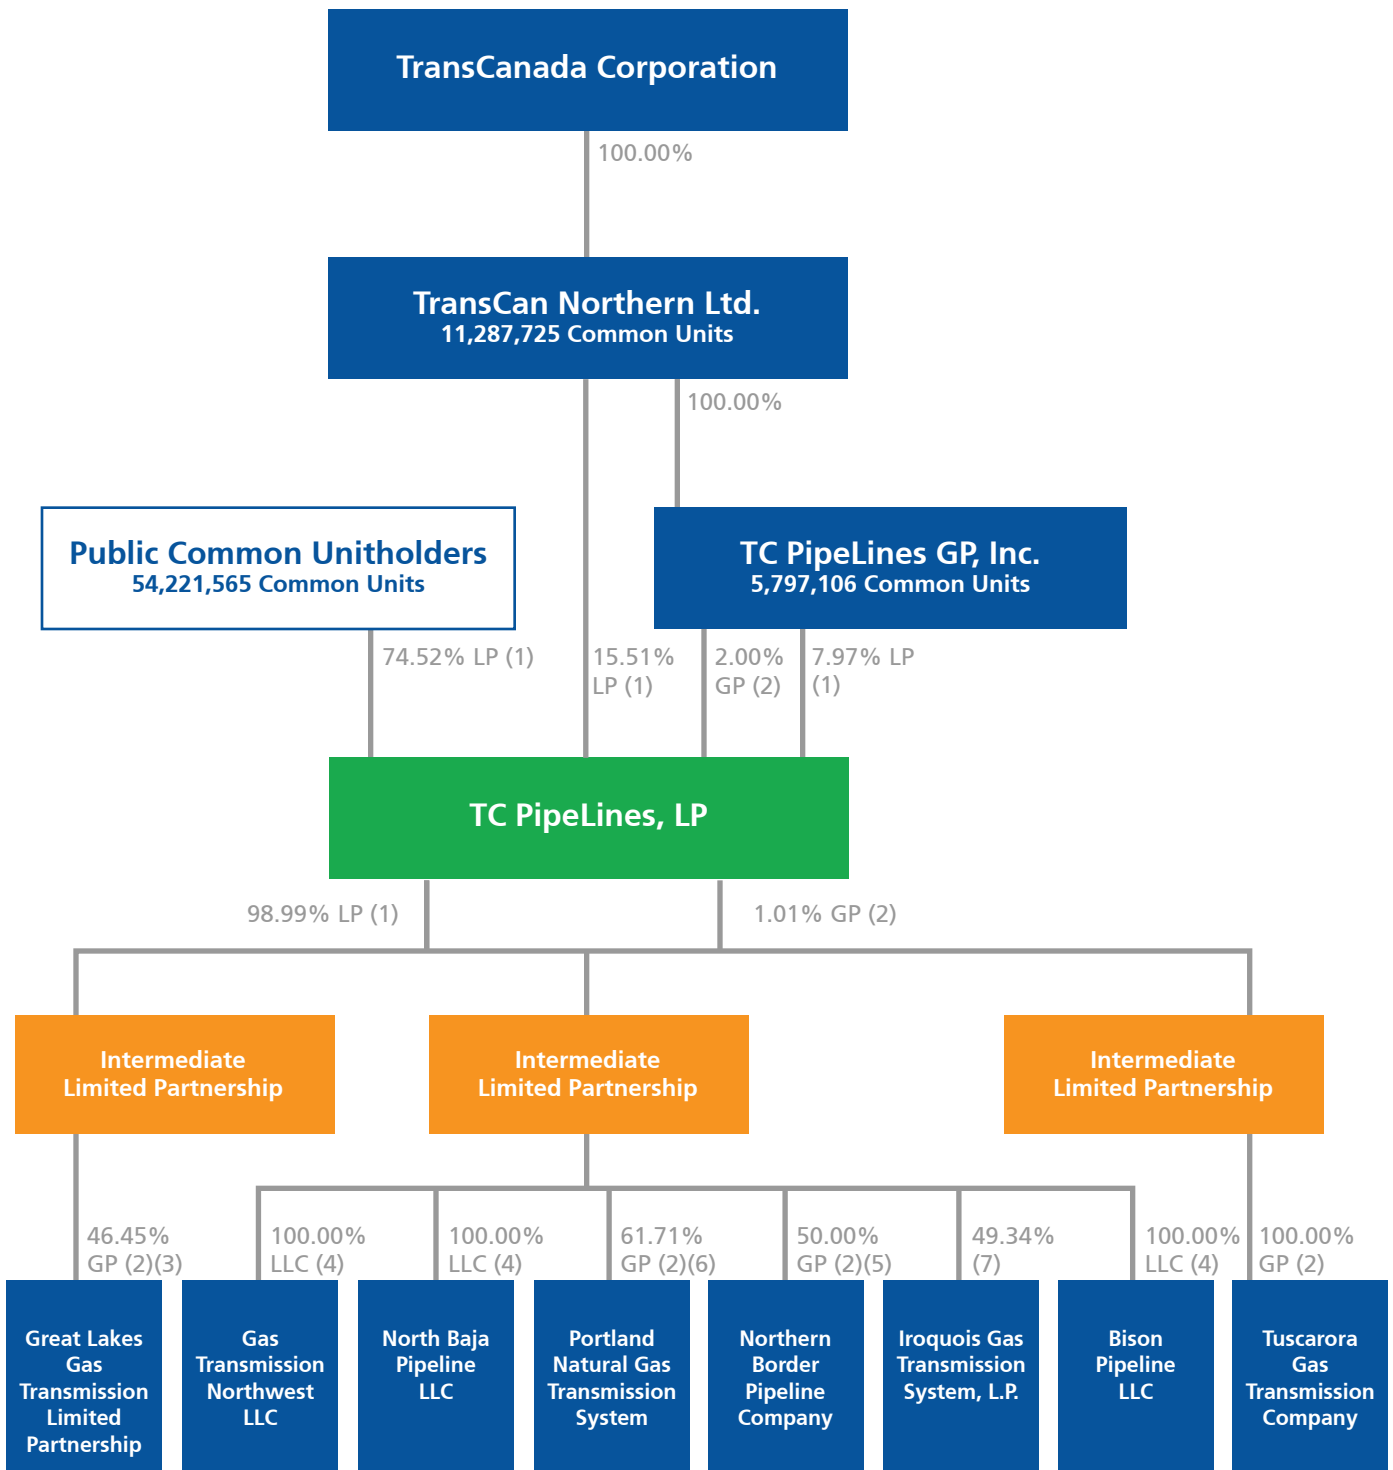 TransCanada Corporation
100.00%
TransCan Northern Ltd.
11,287,725 Common Units
100.00%
Public Common Unitholders
54,221,565 Common Units
TC PipeLines GP, Inc.
5,797,106 Common Units
74.52% LP (1)
15.51%
LP (1)
2.00%
GP (2)
7.97% LP
(1)
TC PipeLines, LP
98.99% LP (1)
1.01% GP (2)
Intermediate
Limited Partnership
Intermediate
Limited Partnership
Intermediate
Limited Partnership
46.45%
GP (2)(3)
100.00%
LLC (4)
100.00%
LLC (4)
61.71%
GP (2)(6)
50.00%
GP (2)(5)
49.34%
(7)
100.00%
LLC (4)
100.00%
GP (2)
Great Lakes
Gas
Transmission
Limited
Partnership
Gas
Transmission
Northwest
LLC
North Baja
Pipeline
LLC
Portland
Natural Gas
Transmission
System
Northern
Border
Pipeline
Company
Iroquois Gas
Transmission
System, L.P.
Bison
Pipeline
LLC
Tuscarora
Gas
Transmission
Company